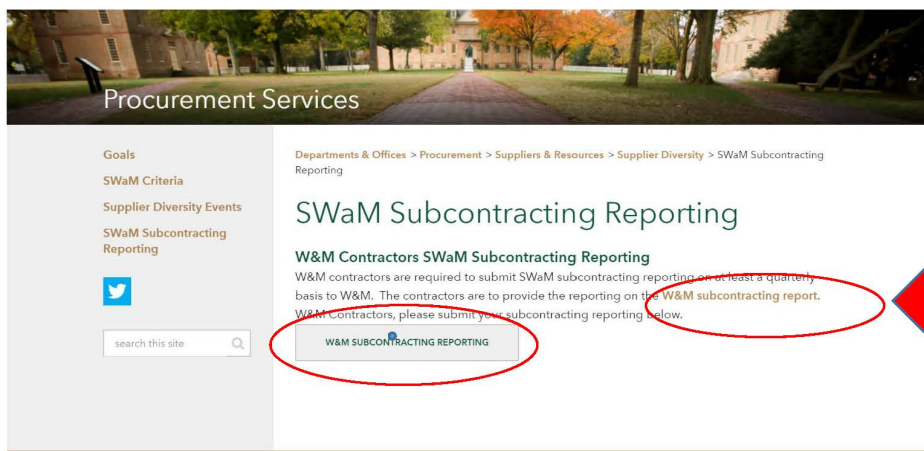 Procurement Services
Goals
SWaM Criteria
Supplier Diversity Events
SWaM Subcontracting
Reporting
search this site
Departments & Offices > Procurement > Suppliers & Resources > Supplier Diversity > SWaM Subcontracting
Reporting
SWaM Subcontracting Reporting
W&M Contractors SWaM Subcontracting Reporting
W&M contractors are required to submit SWaM subcontracting reporting on at least a quarterly
basis to W&M. The contractors are to provide the reporting on the W&M subcontracting report.
W&M Contractors, please submit your subcontracting reporting below.
W&M SUBCONTRACTING REPORTING